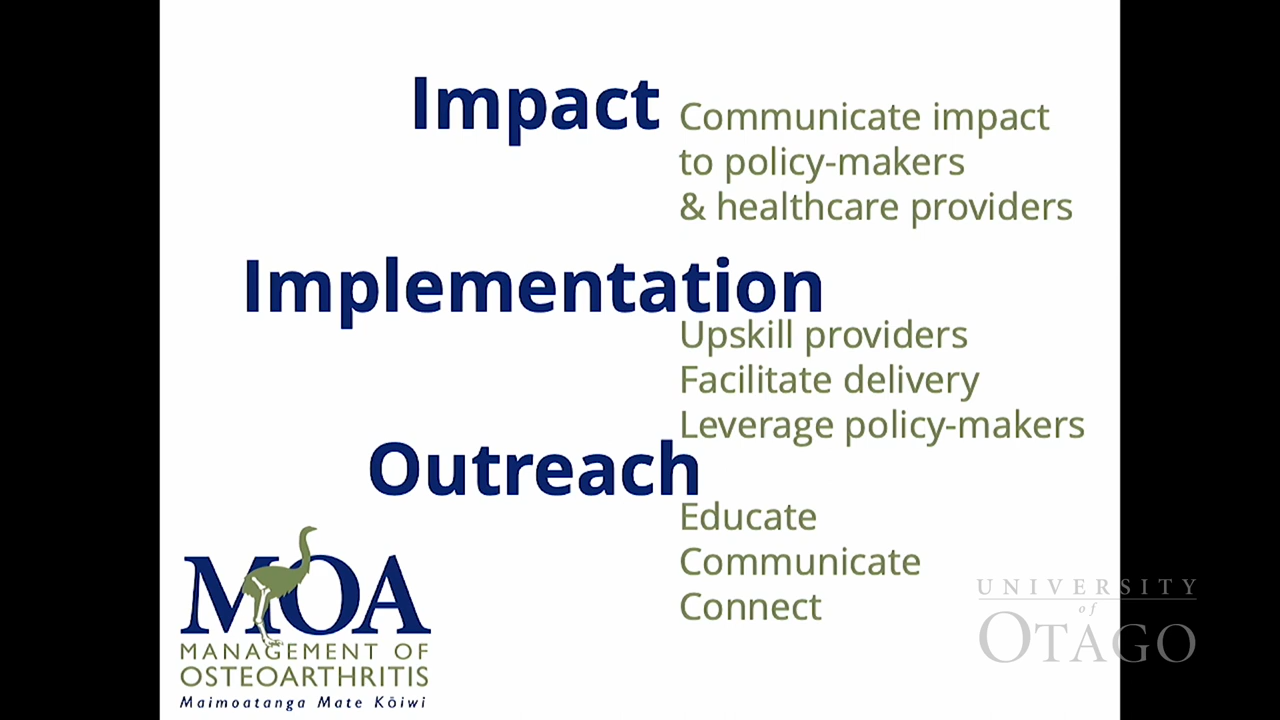 Impact
Communicate impact
to policy-makers
& healthcare providers
Implementation
Upskill providers
Facilitate delivery
Leverage policy-makers
Outreach
Educate
Communicate
Connect
MOA
MANAGEMENT OF
OSTEOARTHRITIS
Maimoatanga Mate Kōiwi
UNIVERSITY
of
OTAGO